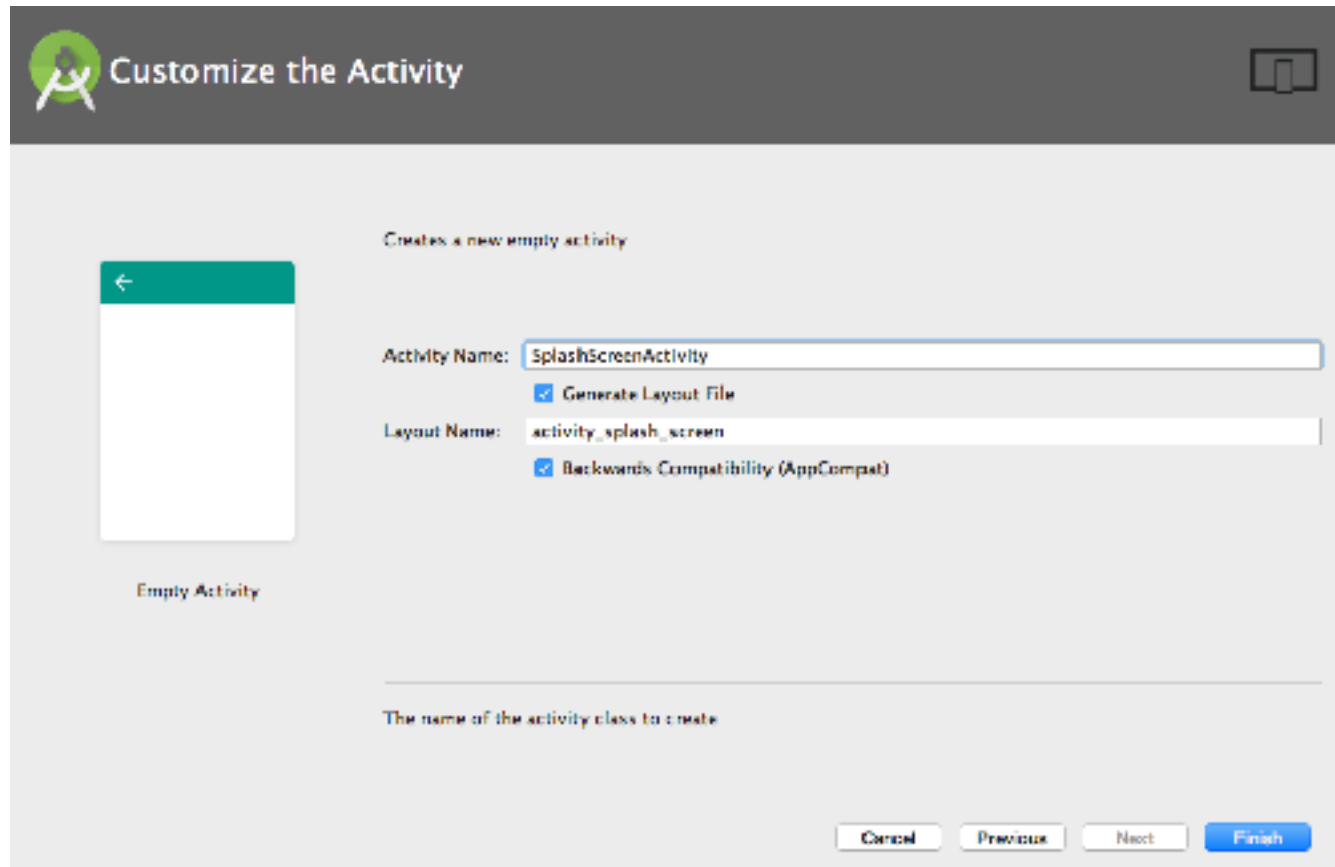 Customize the Activity
Creates a new empty activity
Activity Name: SplashScreenActivity
Generate Layout File
Layout Name: activity_splash_screen
Backwards Compatibility (AppCompat)
Empty Activity
The name of the activity class to create
Cancel Previous Next Finish